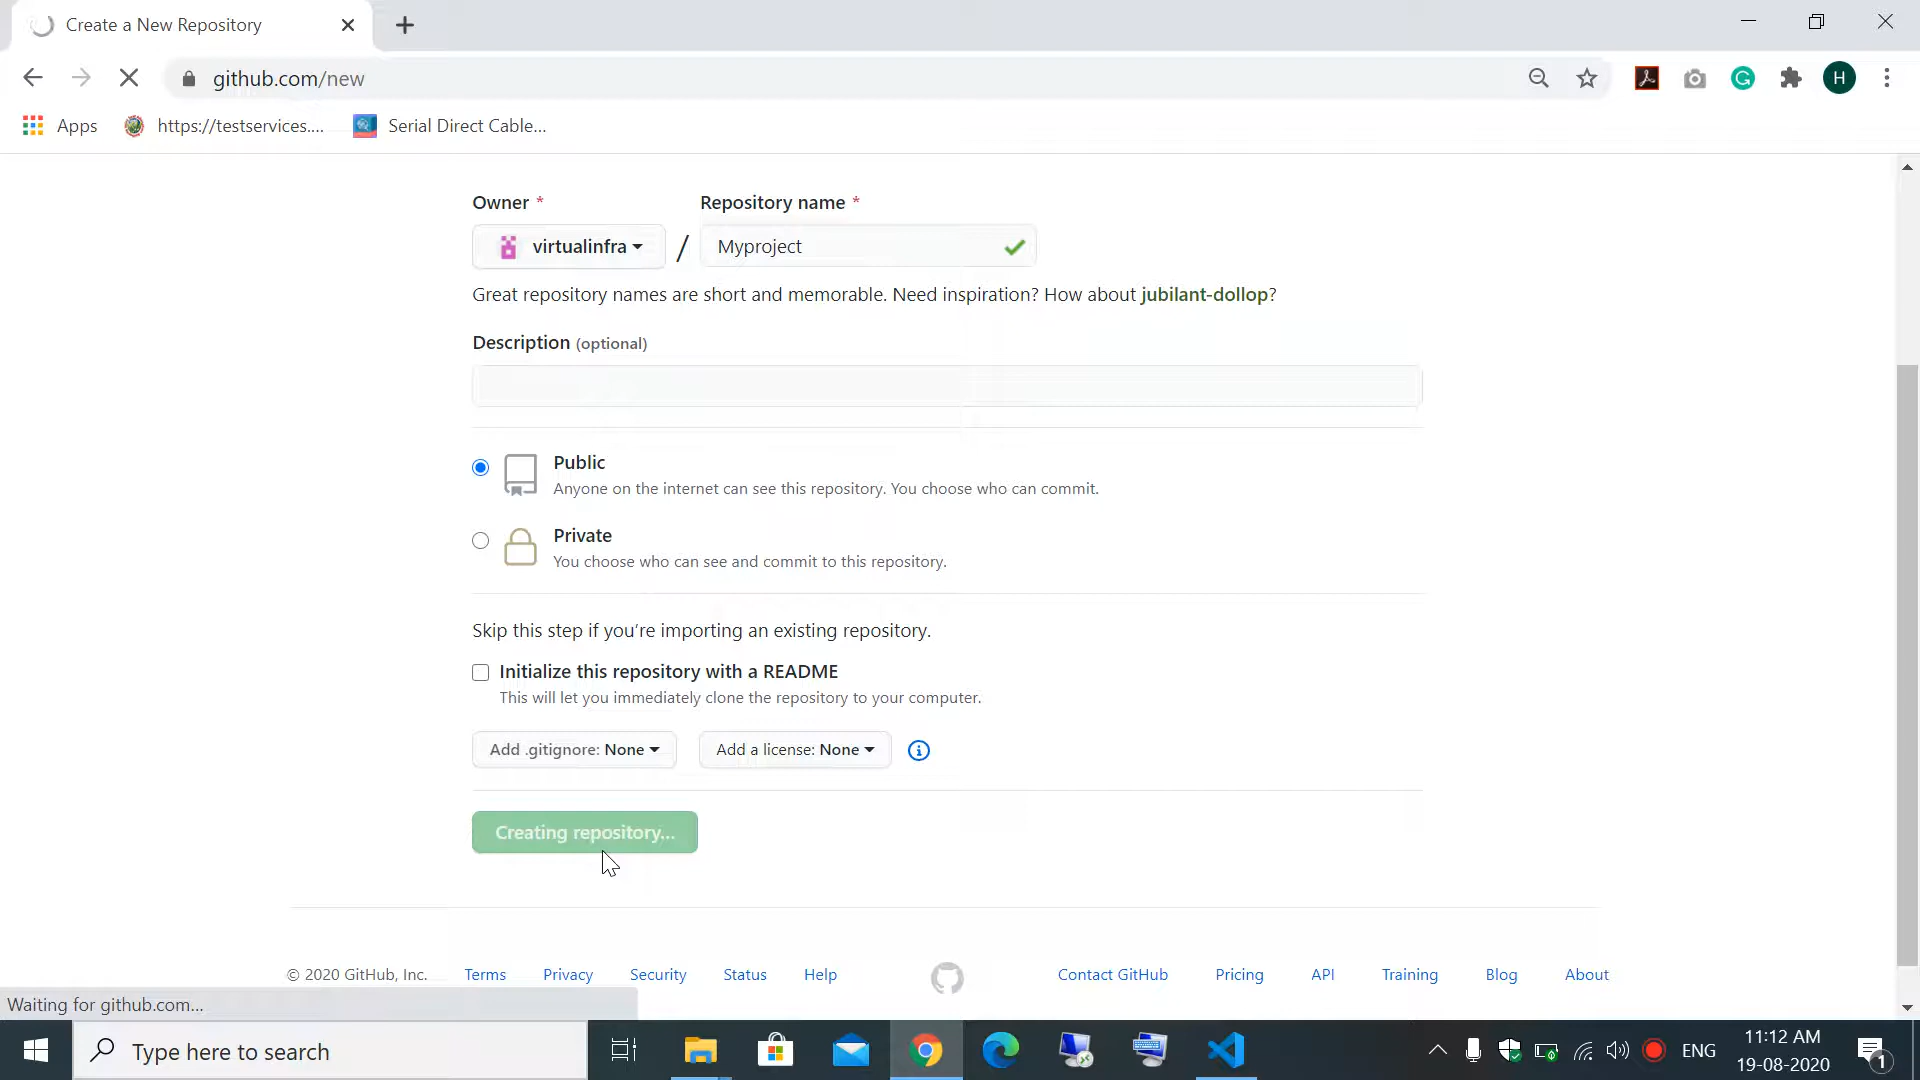 Create a New Repository
github.com/new
H
Apps
https://testservices....
Serial Direct Cable...
Owner *
Repository name *
virtualinfra
/
Myproject
Great repository names are short and memorable. Need inspiration? How about jubilant-dollop?
Description (optional)
Public
Anyone on the internet can see this repository. You choose who can commit.
Private
You choose who can see and commit to this repository.
Skip this step if you’re importing an existing repository.
Initialize this repository with a README
This will let you immediately clone the repository to your computer.
Add .gitignore: None
Add a license: None
Creating repository...
© 2020 GitHub, Inc.
Terms
Privacy
Security
Status
Help
Contact GitHub
Pricing
API
Training
Blog
About
Waiting for github.com...
Type here to search
ENG
11:12 AM
19-08-2020
1